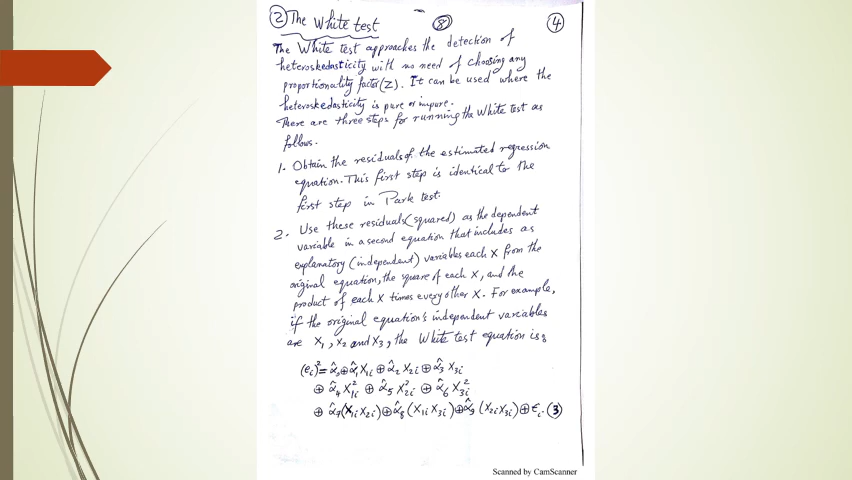 ② The White test ⑧ ④
The White test approaches the detection of
heteroskedasticity with no need of choosing any
proportionality factor (Z). It can be used where the
heteroskedasticity is pure or impure.
There are three steps for running the White test as
follows.
1. Obtain the residuals of the estimated regression
equation. This first step is identical to the
first step in Park test.
2. Use these residuals (squared) as the dependent
variable in a second equation that includes as
explanatory (independent) variables each X from the
original equation, the square of each X, and the
product of each X times every other X. For example,
if the original equation's independent variables
are X₁, X₂ and X₃, the White test equation is:
(eᵢ)² = α̂₀ ⊕ α̂₁ X₁ᵢ ⊕ α̂₂ X₂ᵢ ⊕ α̂₃ X₃ᵢ
⊕ α̂₄ X₁ᵢ² ⊕ α̂₅ X₂ᵢ² ⊕ α̂₆ X₃ᵢ²
⊕ α̂₇ (X₁ᵢ X₂ᵢ) ⊕ α̂₈ (X₁ᵢ X₃ᵢ) ⊕ α̂₉ (X₂ᵢ X₃ᵢ) ⊕ ϵᵢ. ③
Scanned by CamScanner